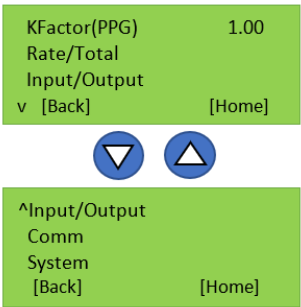 KFactor(PPG) 1.00
Rate/Total
Input/Output
v [Back] [Home]
^Input/Output
Comm
System
[Back] [Home]